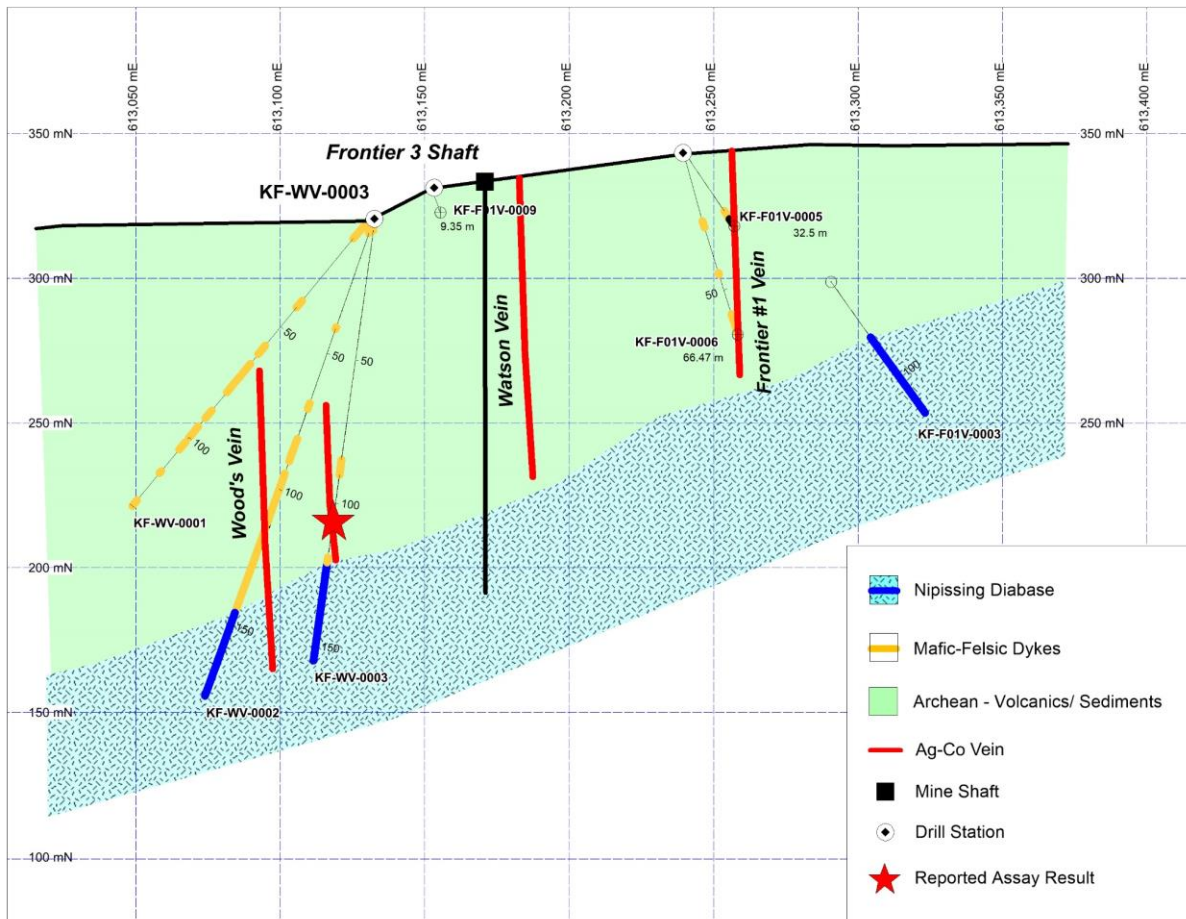 613,050 mE
613,100 mE
613,150 mE
613,200 mE
613,250 mE
613,300 mE
613,350 mE
613,400 mE
350 mN
350 mN
Frontier 3 Shaft
KF-WV-0003
KF-F01V-0009
9.35 m
KF-F01V-0005
32.5 m
300 mN
300 mN
50
50
50
50
Watson Vein
Frontier #1 Vein
KF-F01V-0006
66.47 m
100
KF-F01V-0003
250 mN
250 mN
Wood's Vein
100
100
100
KF-WV-0001
200 mN
150
150
KF-WV-0003
KF-WV-0002
150 mN
100 mN
Nipissing Diabase
Mafic-Felsic Dykes
Archean - Volcanics/ Sediments
Ag-Co Vein
Mine Shaft
Drill Station
Reported Assay Result